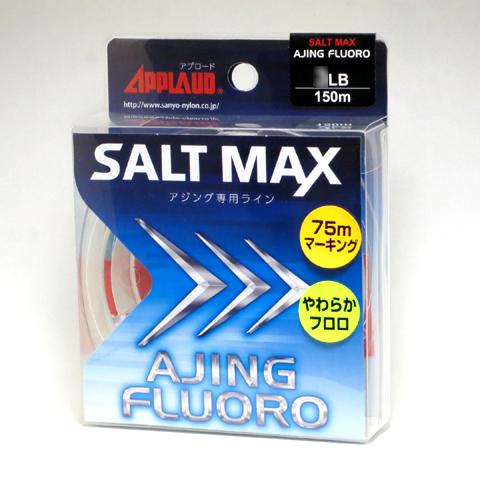 アプロード
APPLAUD®
http://www.sanyo-nylon.co.jp/
SALT MAX
AJING FLUORO
LB
150m
SALT MAX
アジング専用ライン
75m
マーキング
やわらか
フロロ
AJING
FLUORO